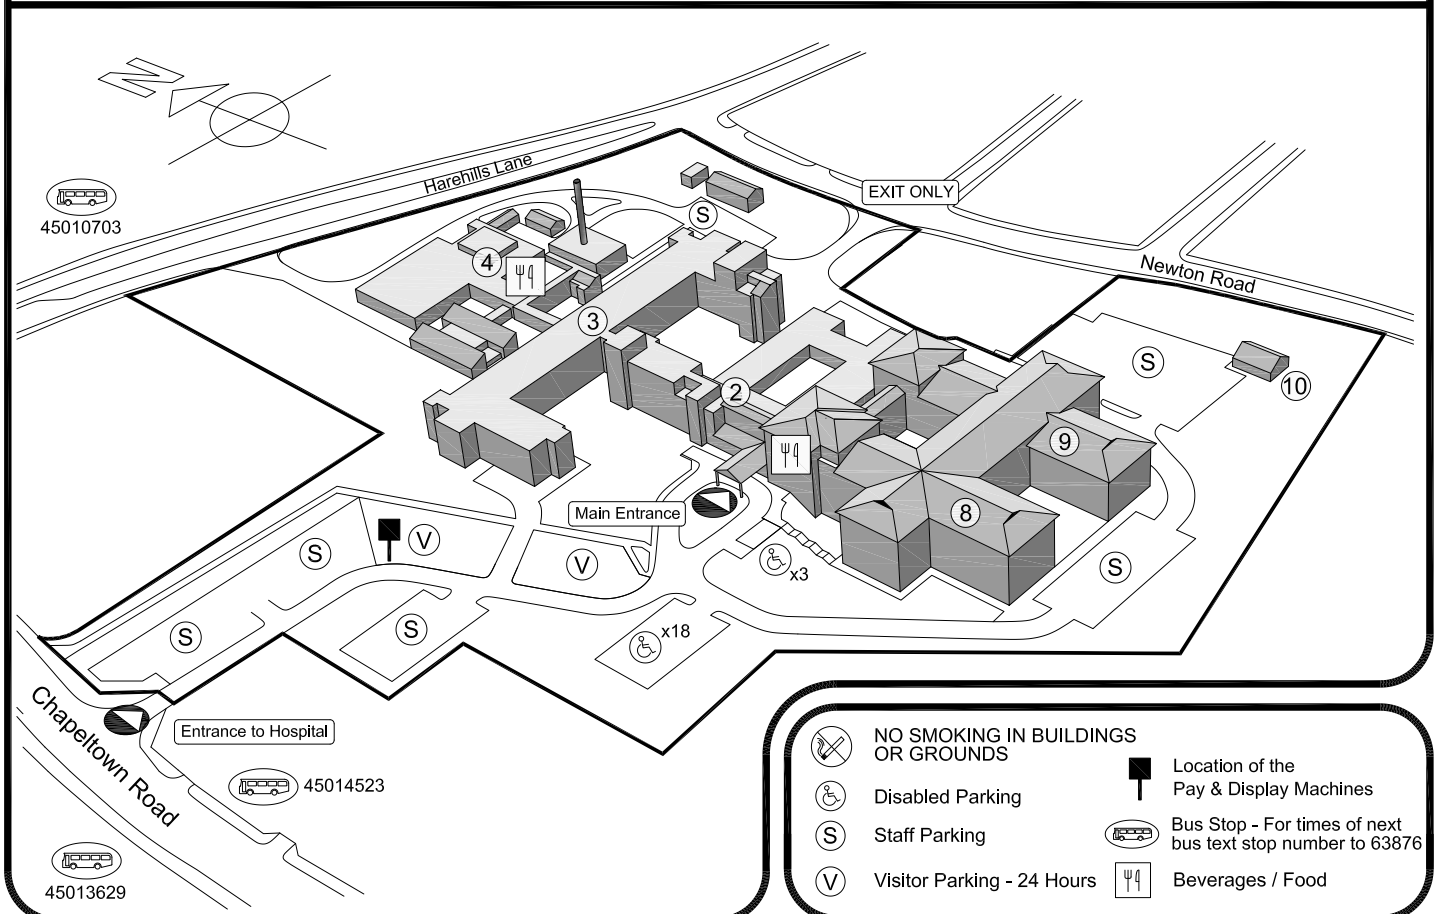 N
Harehills Lane
EXIT ONLY
45010703
S
4
Newton Road
3
S
10
2
9
8
Main Entrance
S
V
V
x3
S
S
S
x18
Chapeltown Road
Entrance to Hospital
45014523
45013629
NO SMOKING IN BUILDINGS
OR GROUNDS
Disabled Parking
S Staff Parking
V Visitor Parking - 24 Hours
Location of the
Pay & Display Machines
Bus Stop - For times of next
bus text stop number to 63876
Beverages / Food